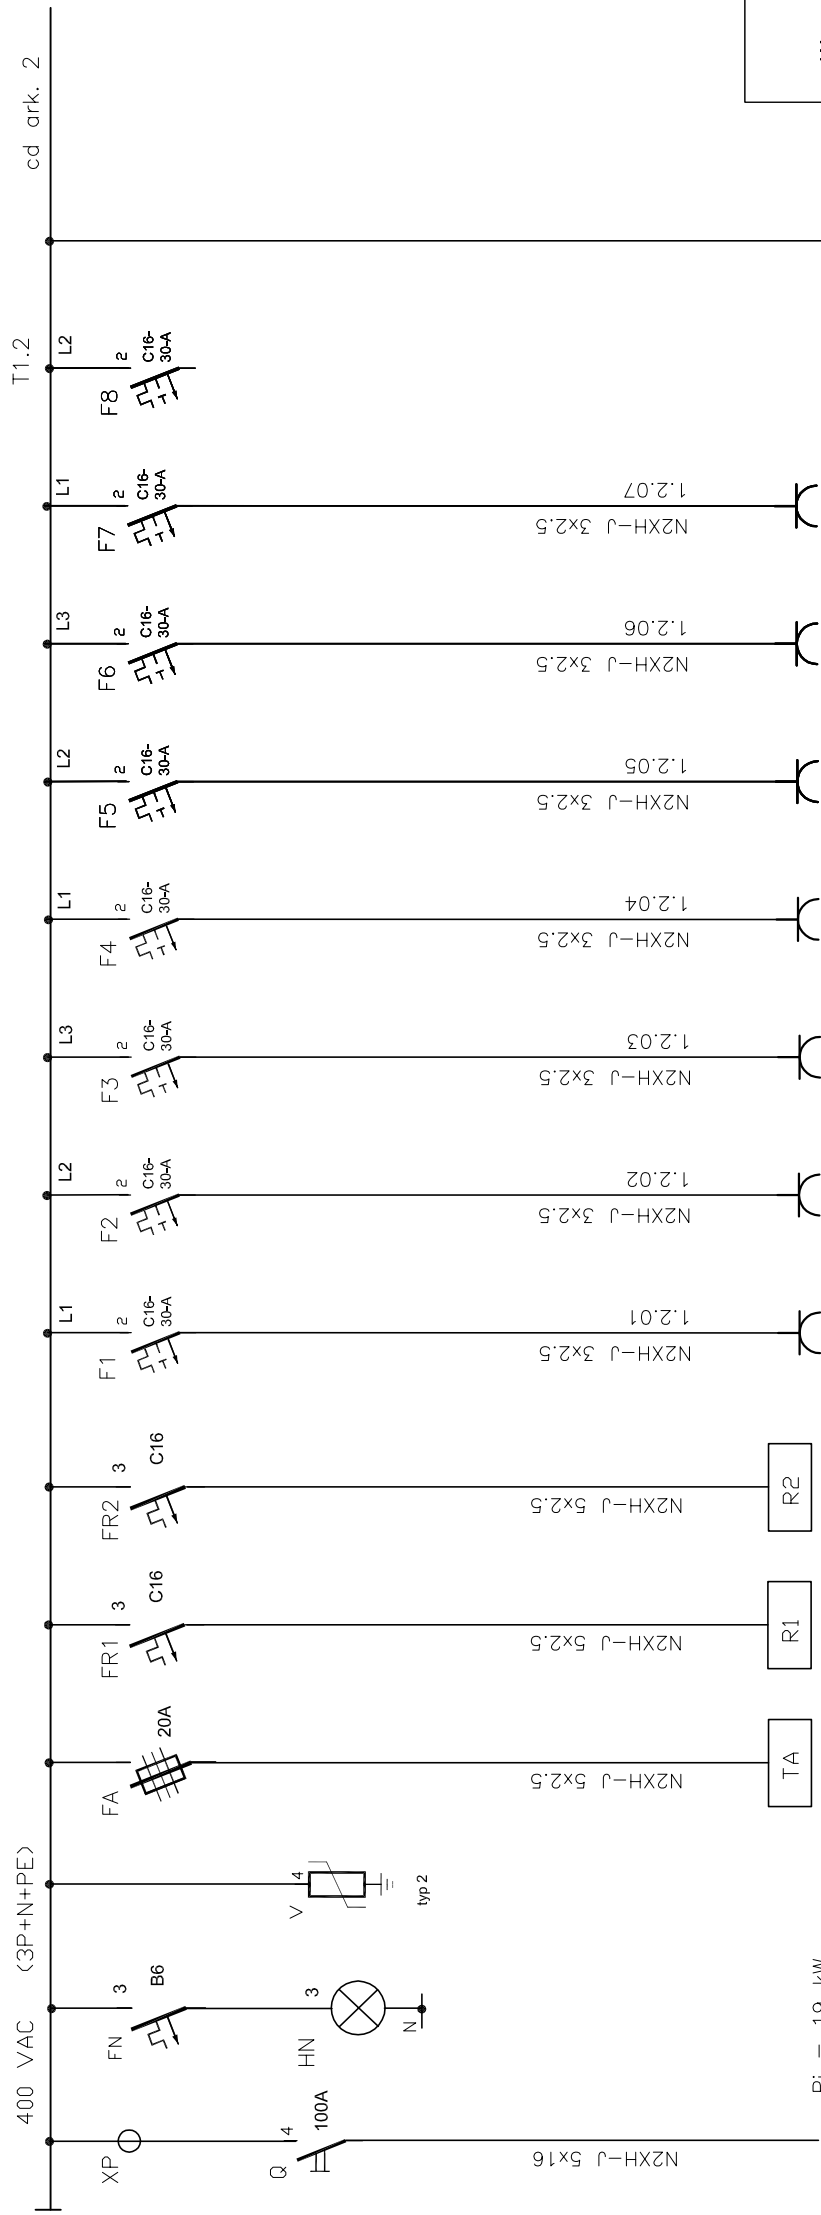 400 VAC (3P+N+PE)
T1.2
cd ark. 2
XP
Q
4
100A
N2XH-J 5x16
FN
3
B6
HN
3
N
V
4
typ 2
FA
20A
N2XH-J 5x2.5
TA
FR1
3
C16
N2XH-J 5x2.5
R1
FR2
3
C16
N2XH-J 5x2.5
R2
L1
F1
2
C16-
30-A
N2XH-J 3x2.5
1.2.01
L2
F2
2
C16-
30-A
N2XH-J 3x2.5
1.2.02
L3
F3
2
C16-
30-A
N2XH-J 3x2.5
1.2.03
L1
F4
2
C16-
30-A
N2XH-J 3x2.5
1.2.04
L2
F5
2
C16-
30-A
N2XH-J 3x2.5
1.2.05
L3
F6
2
C16-
30-A
N2XH-J 3x2.5
1.2.06
L1
F7
2
C16-
30-A
N2XH-J 3x2.5
1.2.07
L2
F8
2
C16-
30-A